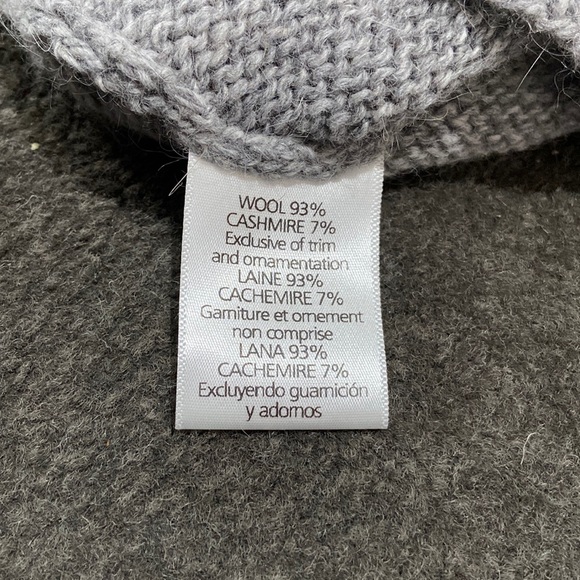 WOOL 93%
CASHMIRE 7%
Exclusive of trim
and ornamentation
LAINE 93%
CACHEMIRE 7%
Garniture et ornement
non comprise
LANA 93%
CACHEMIRE 7%
Excluyendo guarnición
y adornos